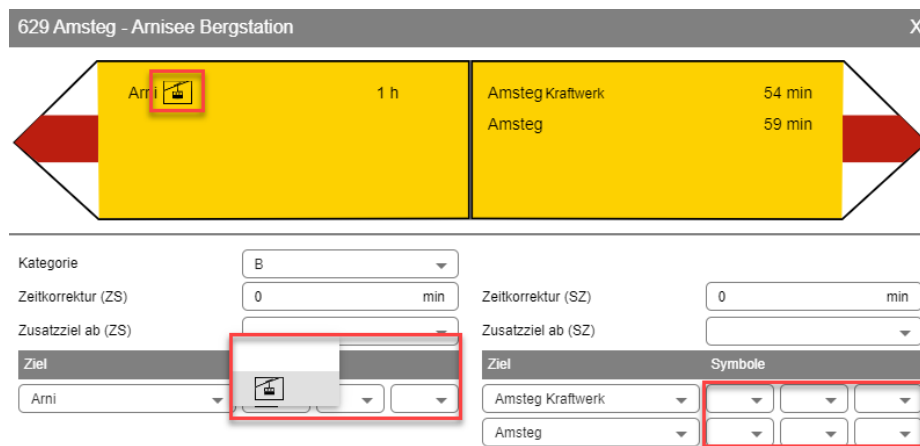 629 Amsteg - Arnisee Bergstation X
Arni 1 h
Amsteg Kraftwerk 54 min
Amsteg 59 min
Kategorie B
Zeitkorrektur (ZS) 0 min
Zeitkorrektur (SZ) 0 min
Zusatzziel ab (ZS)
Zusatzziel ab (SZ)
Ziel
Ziel Symbole
Arni
Amsteg Kraftwerk
Amsteg